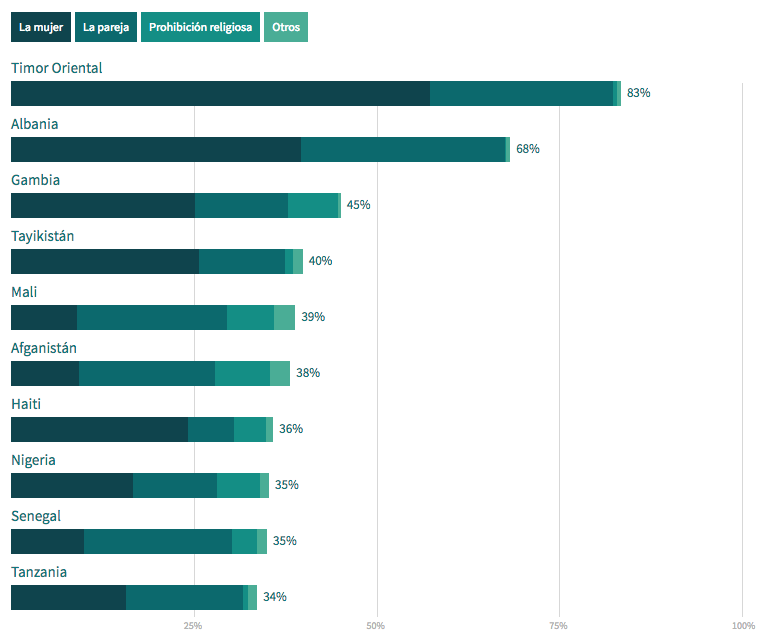 La mujer La pareja Prohibición religiosa Otros
Timor Oriental
83%
Albania
68%
Gambia
45%
Tayikistán
40%
Mali
39%
Afganistán
38%
Haiti
36%
Nigeria
35%
Senegal
35%
Tanzania
34%
25% 50% 75% 100%